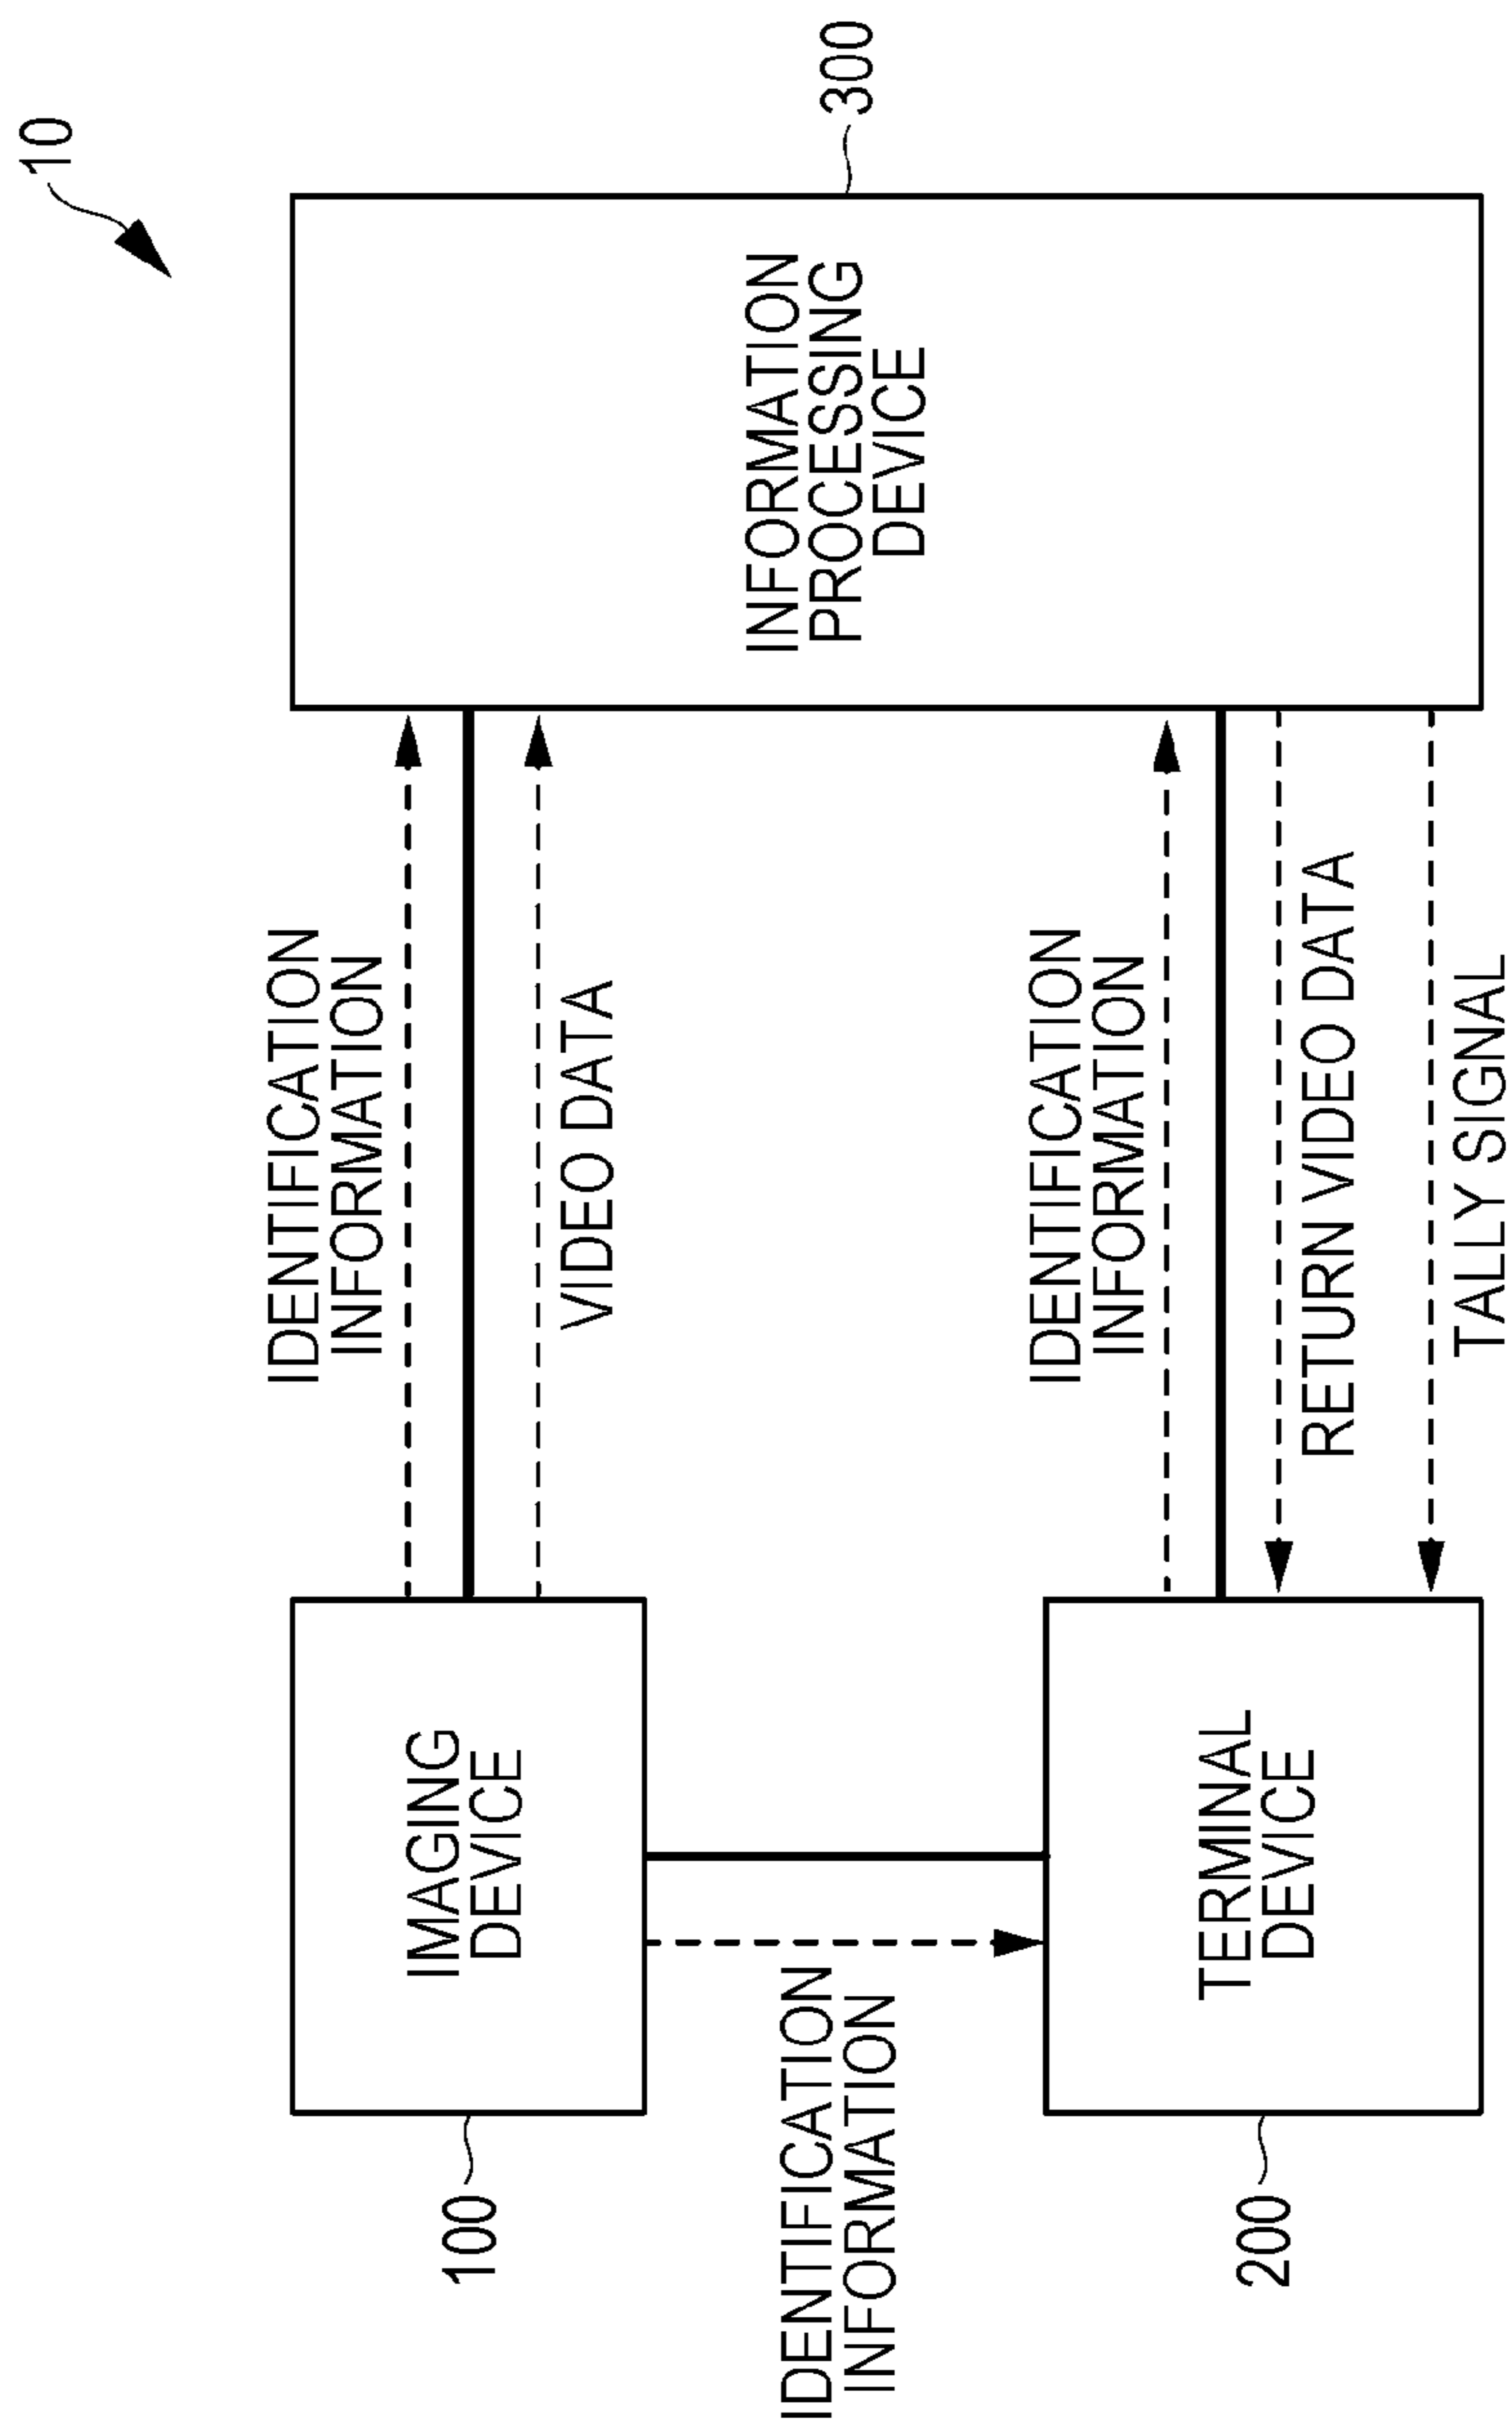 10
IDENTIFICATION
INFORMATION
100
IMAGING
DEVICE
VIDEO DATA
300
INFORMATION
PROCESSING
DEVICE
IDENTIFICATION
INFORMATION
IDENTIFICATION
INFORMATION
200
TERMINAL
DEVICE
RETURN VIDEO DATA
TALLY SIGNAL